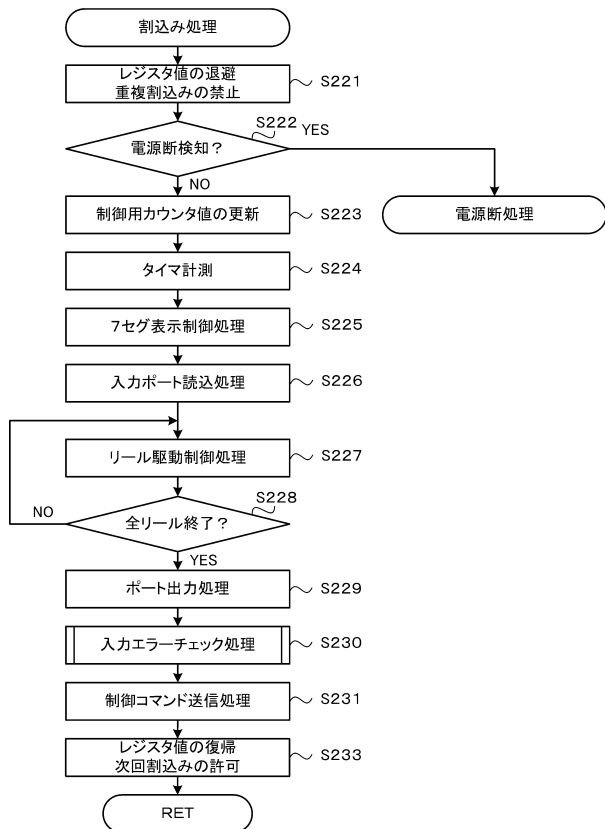 割込み処理
レジスタ値の退避
重複割込みの禁止
S221
S222
電源断検知？
YES
NO
制御用カウンタ値の更新
S223
電源断処理
タイマ計測
S224
7セグ表示制御処理
S225
入力ポート読込処理
S226
リール駆動制御処理
S227
S228
全リール終了？
NO
YES
ポート出力処理
S229
入力エラーチェック処理
S230
制御コマンド送信処理
S231
レジスタ値の復帰
次回割込みの許可
S233
RET